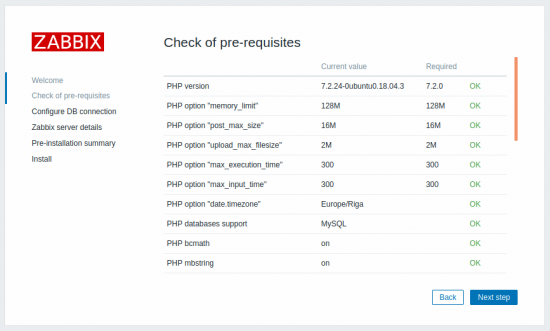 ZABBIX
Welcome
Check of pre-requisites
Configure DB connection
Zabbix server details
Pre-installation summary
Install
Check of pre-requisites
Current value Required
PHP version 7.2.24-0ubuntu0.18.04.3 7.2.0 OK
PHP option "memory_limit" 128M 128M OK
PHP option "post_max_size" 16M 16M OK
PHP option "upload_max_filesize" 2M 2M OK
PHP option "max_execution_time" 300 300 OK
PHP option "max_input_time" 300 300 OK
PHP option "date.timezone" Europe/Riga OK
PHP databases support MySQL OK
PHP bcmath on OK
PHP mbstring on OK
Back Next step